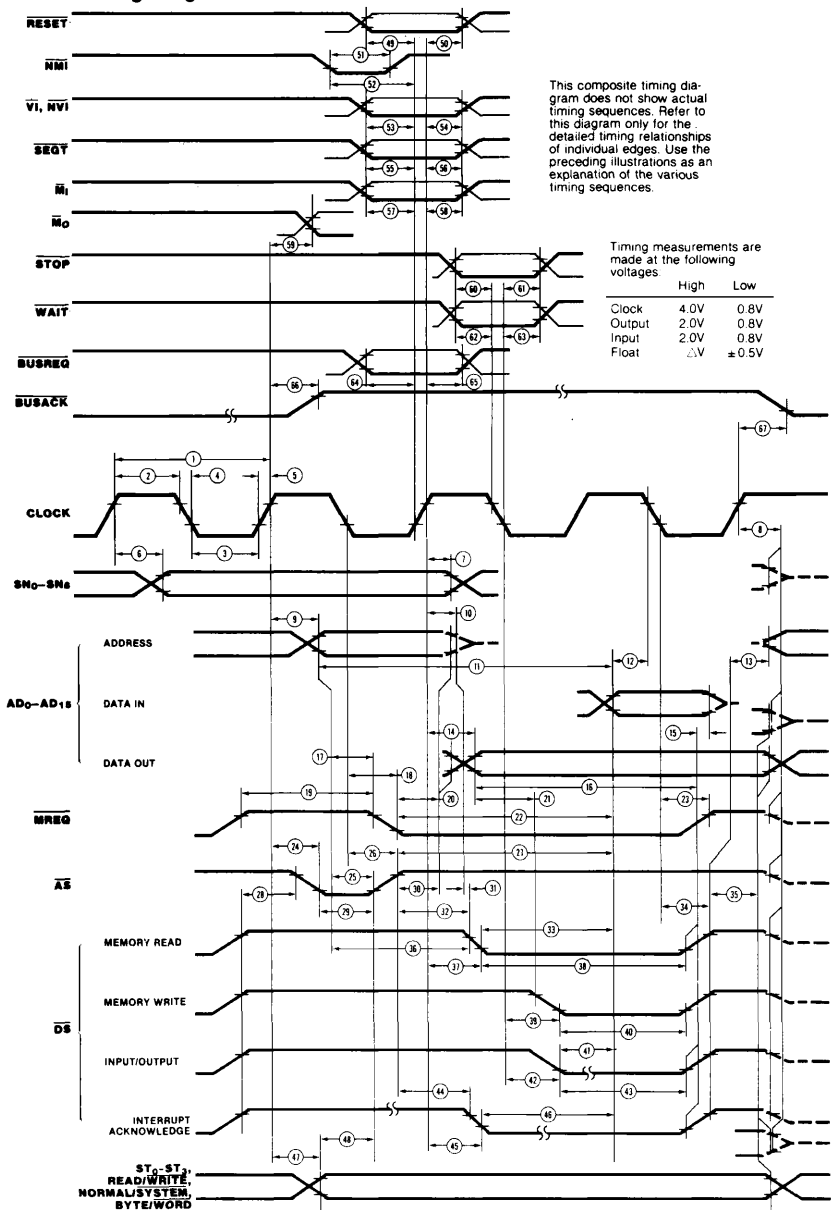 RESET
49
50
NMI
51
52
VI, NVI
53
54
SEGT
55
56
MI
57
58
MO
59
STOP
60
61
WAIT
62
63
BUSREQ
64
65
66
BUSACK
67
This composite timing dia-
gram does not show actual
timing sequences. Refer to
this diagram only for the
detailed timing relationships
of individual edges. Use the
preceding illustrations as an
explanation of the various
timing sequences.
Timing measurements are
made at the following
voltages.
High Low
Clock 4.0V 0.8V
Output 2.0V 0.8V
Input 2.0V 0.8V
Float △V ±0.5V
1
2
4
5
CLOCK
3
8
6
7
SN0–SN6
10
9
ADDRESS
11
12
13
AD0–AD15
DATA IN
14
15
DATA OUT
17
18
16
19
20
21
22
23
MREQ
24
26
27
25
AS
28
29
30
31
32
34
35
33
MEMORY READ
36
37
38
MEMORY WRITE
39
40
DS
41
INPUT/OUTPUT
42
43
44
46
INTERRUPT
ACKNOWLEDGE
45
48
47
ST0-ST3,
READ/WRITE,
NORMAL/SYSTEM,
BYTE/WORD